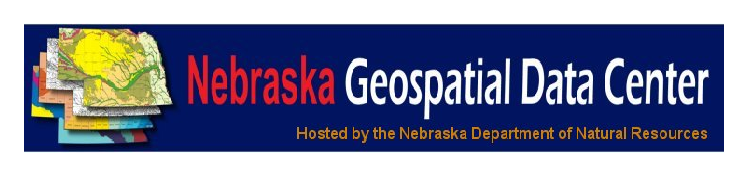 Nebraska Geospatial Data Center
Hosted by the Nebraska Department of Natural Resources